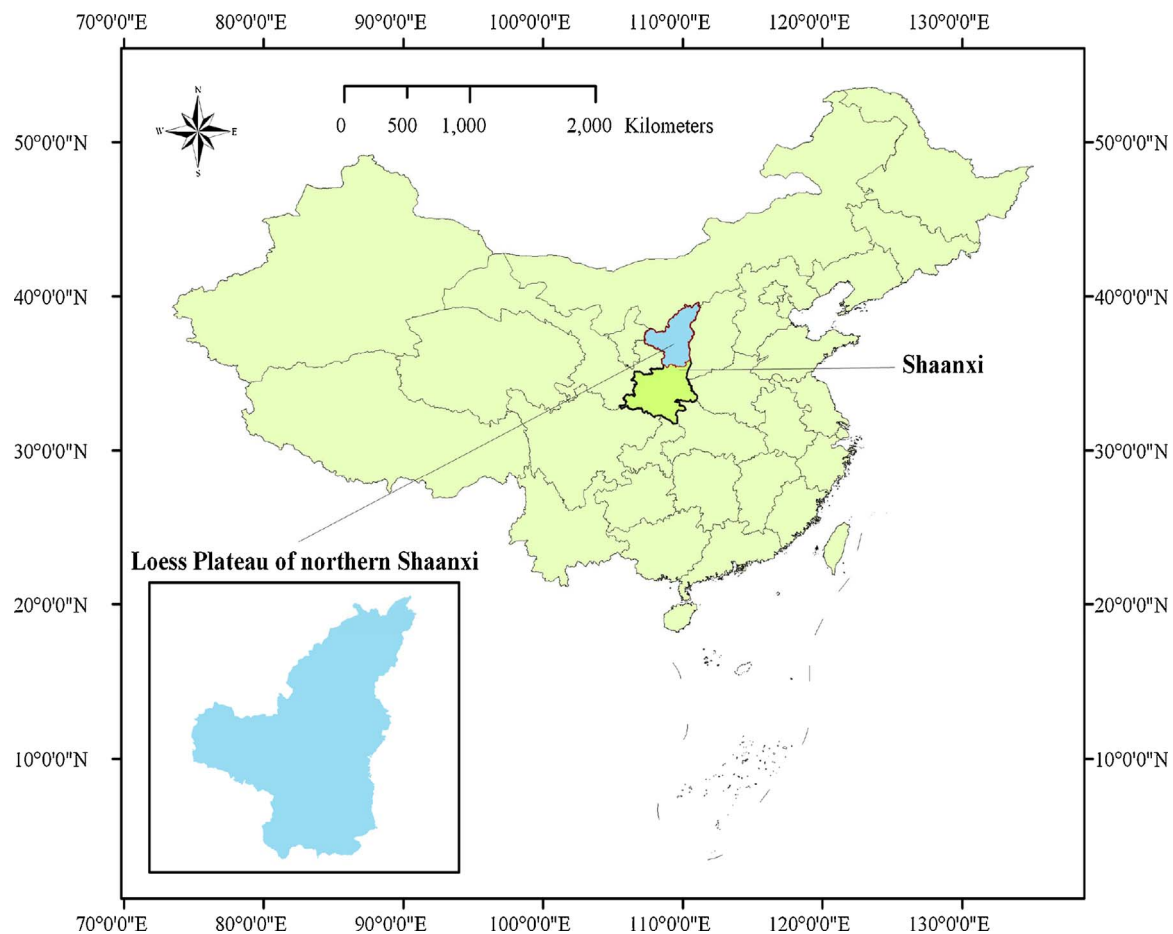 70°0'0"E 80°0'0"E 90°0'0"E 100°0'0"E 110°0'0"E 120°0'0"E 130°0'0"E
N
W E
S
0 500 1,000 2,000 Kilometers
50°0'0"N 50°0'0"N
40°0'0"N 40°0'0"N
Shaanxi
30°0'0"N 30°0'0"N
Loess Plateau of northern Shaanxi
20°0'0"N 20°0'0"N
10°0'0"N 10°0'0"N
70°0'0"E 80°0'0"E 90°0'0"E 100°0'0"E 110°0'0"E 120°0'0"E 130°0'0"E